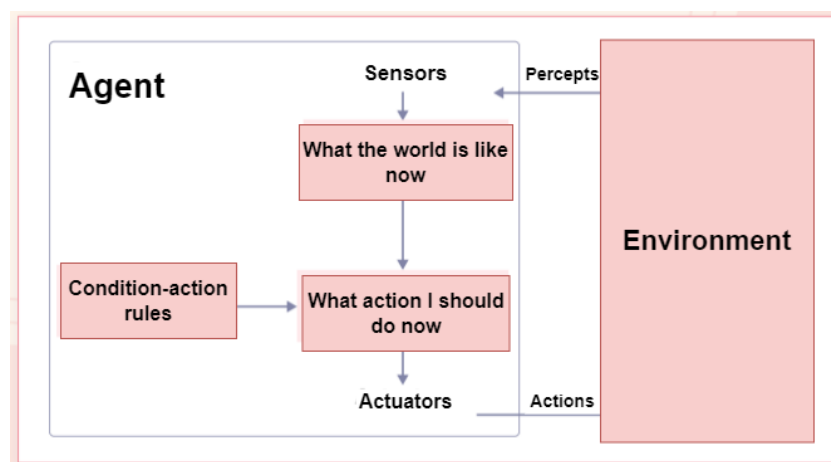 Agent
Sensors
Percepts
What the world is like
now
Environment
Condition-action
rules
What action I should
do now
Actuators
Actions